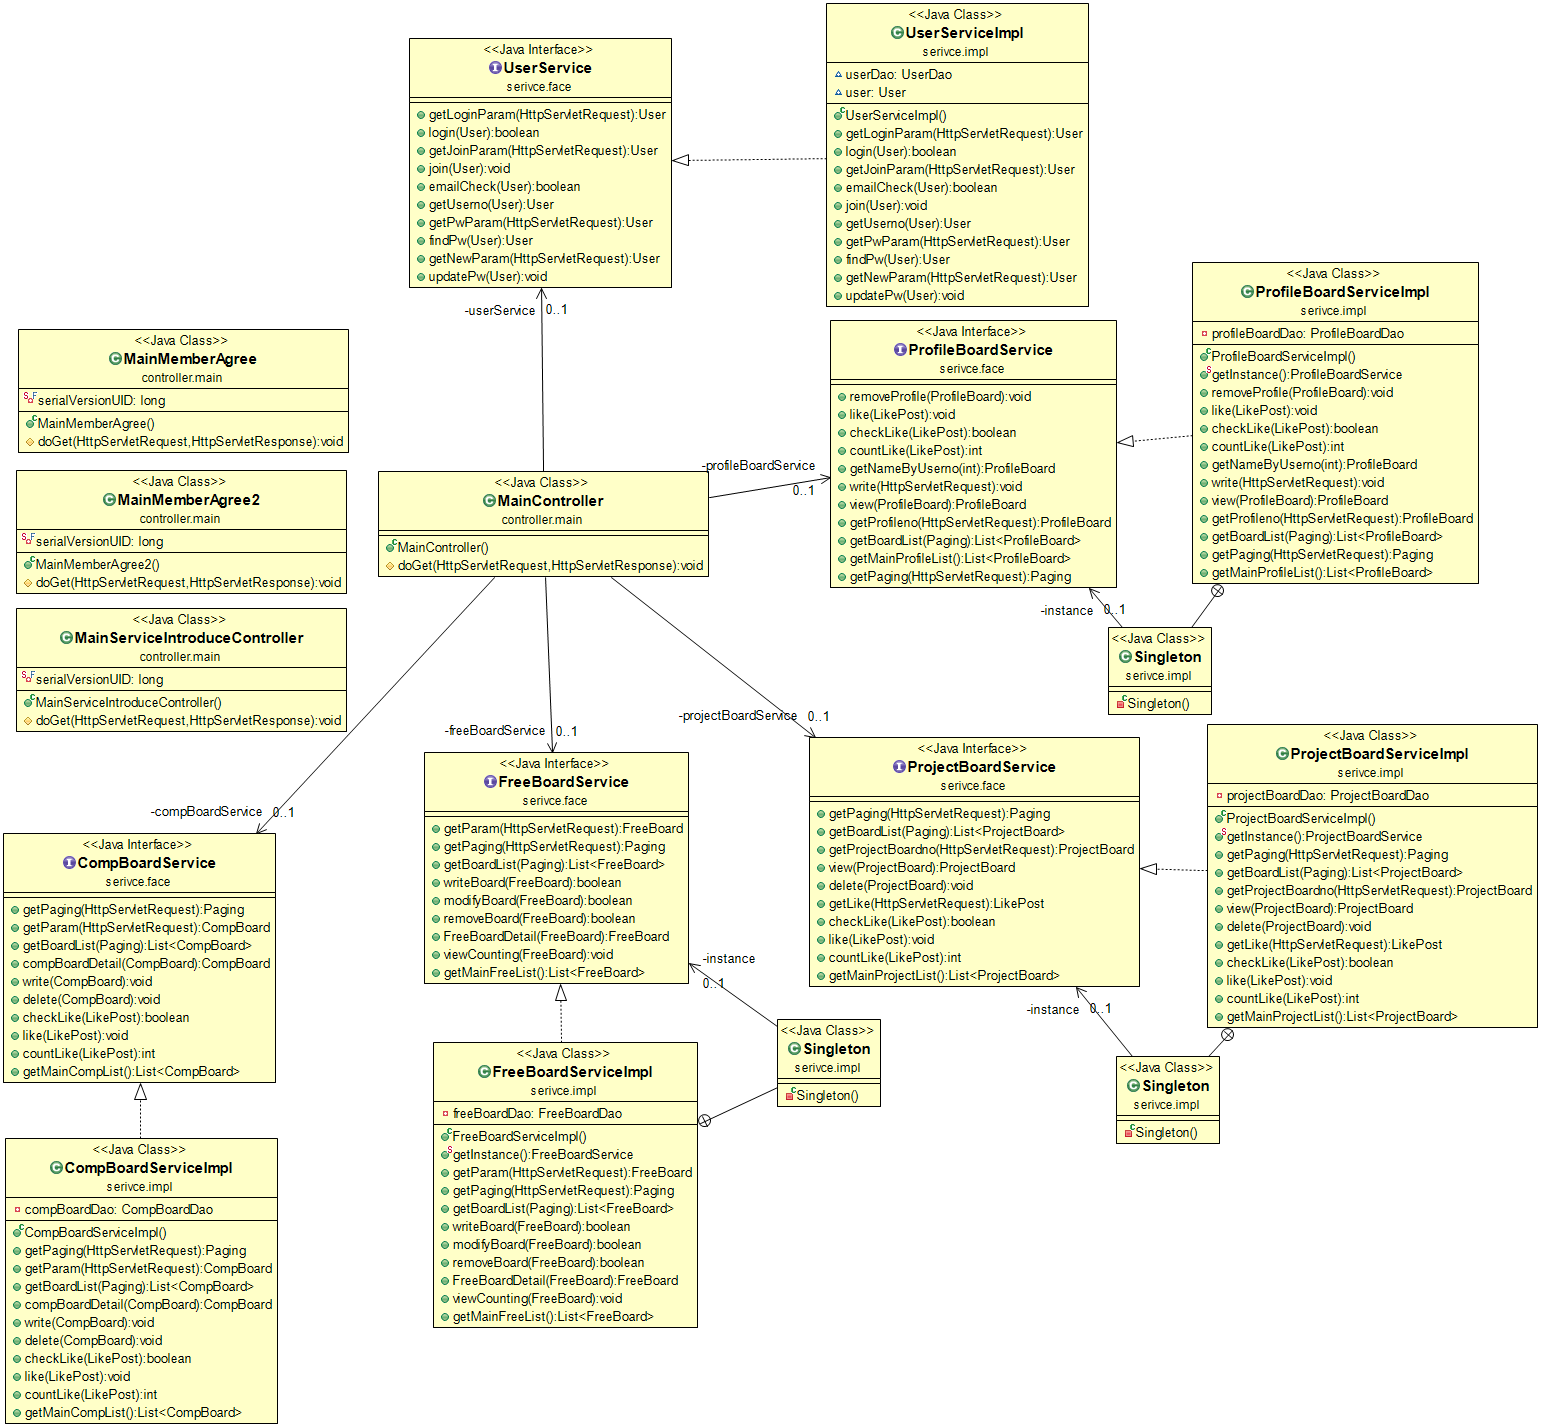 <<Java Interface>>
UserService
serivce.face
getLoginParam(HttpServletRequest):User
login(User):boolean
getJoinParam(HttpServletRequest):User
join(User):void
emailCheck(User):boolean
getUserno(User):User
getPwParam(HttpServletRequest):User
findPw(User):User
getNewParam(HttpServletRequest):User
updatePw(User):void
<<Java Class>>
UserServiceImpl
serivce.impl
userDao: UserDao
user: User
UserServiceImpl()
getLoginParam(HttpServletRequest):User
login(User):boolean
getJoinParam(HttpServletRequest):User
emailCheck(User):boolean
join(User):void
getUserno(User):User
getPwParam(HttpServletRequest):User
findPw(User):User
getNewParam(HttpServletRequest):User
updatePw(User):void
-userService 0..1
<<Java Class>>
MainMemberAgree
controller.main
serialVersionUID: long
MainMemberAgree()
doGet(HttpServletRequest,HttpServletResponse):void
<<Java Class>>
MainMemberAgree2
controller.main
serialVersionUID: long
MainMemberAgree2()
doGet(HttpServletRequest,HttpServletResponse):void
<<Java Class>>
MainServiceIntroduceController
controller.main
serialVersionUID: long
MainServiceIntroduceController()
doGet(HttpServletRequest,HttpServletResponse):void
<<Java Class>>
MainController
controller.main
MainController()
doGet(HttpServletRequest,HttpServletResponse):void
-profileBoardService
0..1
<<Java Interface>>
ProfileBoardService
serivce.face
removeProfile(ProfileBoard):void
like(LikePost):void
checkLike(LikePost):boolean
countLike(LikePost):int
getNameByUserno(int):ProfileBoard
write(HttpServletRequest):void
view(ProfileBoard):ProfileBoard
getProfileno(HttpServletRequest):ProfileBoard
getBoardList(Paging):List<ProfileBoard>
getMainProfileList():List<ProfileBoard>
getPaging(HttpServletRequest):Paging
<<Java Class>>
ProfileBoardServiceImpl
serivce.impl
profileBoardDao: ProfileBoardDao
ProfileBoardServiceImpl()
getInstance():ProfileBoardService
removeProfile(ProfileBoard):void
like(LikePost):void
checkLike(LikePost):boolean
countLike(LikePost):int
getNameByUserno(int):ProfileBoard
write(HttpServletRequest):void
view(ProfileBoard):ProfileBoard
getProfileno(HttpServletRequest):ProfileBoard
getBoardList(Paging):List<ProfileBoard>
getPaging(HttpServletRequest):Paging
getMainProfileList():List<ProfileBoard>
-instance 0..1
<<Java Class>>
Singleton
serivce.impl
Singleton()
-projectBoardService 0..1
-freeBoardService 0..1
-compBoardService 0..1
<<Java Interface>>
CompBoardService
serivce.face
getPaging(HttpServletRequest):Paging
getParam(HttpServletRequest):CompBoard
getBoardList(Paging):List<CompBoard>
compBoardDetail(CompBoard):CompBoard
write(CompBoard):void
delete(CompBoard):void
checkLike(LikePost):boolean
like(LikePost):void
countLike(LikePost):int
getMainCompList():List<CompBoard>
<<Java Class>>
CompBoardServiceImpl
serivce.impl
compBoardDao: CompBoardDao
CompBoardServiceImpl()
getPaging(HttpServletRequest):Paging
getParam(HttpServletRequest):CompBoard
getBoardList(Paging):List<CompBoard>
compBoardDetail(CompBoard):CompBoard
write(CompBoard):void
delete(CompBoard):void
checkLike(LikePost):boolean
like(LikePost):void
countLike(LikePost):int
getMainCompList():List<CompBoard>
<<Java Interface>>
FreeBoardService
serivce.face
getParam(HttpServletRequest):FreeBoard
getPaging(HttpServletRequest):Paging
getBoardList(Paging):List<FreeBoard>
writeBoard(FreeBoard):boolean
modifyBoard(FreeBoard):boolean
removeBoard(FreeBoard):boolean
FreeBoardDetail(FreeBoard):FreeBoard
viewCounting(FreeBoard):void
getMainFreeList():List<FreeBoard>
-instance
0..1
<<Java Class>>
Singleton
serivce.impl
Singleton()
<<Java Class>>
FreeBoardServiceImpl
serivce.impl
freeBoardDao: FreeBoardDao
FreeBoardServiceImpl()
getInstance():FreeBoardService
getParam(HttpServletRequest):FreeBoard
getPaging(HttpServletRequest):Paging
getBoardList(Paging):List<FreeBoard>
writeBoard(FreeBoard):boolean
modifyBoard(FreeBoard):boolean
removeBoard(FreeBoard):boolean
FreeBoardDetail(FreeBoard):FreeBoard
viewCounting(FreeBoard):void
getMainFreeList():List<FreeBoard>
<<Java Interface>>
ProjectBoardService
serivce.face
getPaging(HttpServletRequest):Paging
getBoardList(Paging):List<ProjectBoard>
getProjectBoardno(HttpServletRequest):ProjectBoard
view(ProjectBoard):ProjectBoard
delete(ProjectBoard):void
getLike(HttpServletRequest):LikePost
checkLike(LikePost):boolean
like(LikePost):void
countLike(LikePost):int
getMainProjectList():List<ProjectBoard>
<<Java Class>>
ProjectBoardServiceImpl
serivce.impl
projectBoardDao: ProjectBoardDao
ProjectBoardServiceImpl()
getInstance():ProjectBoardService
getPaging(HttpServletRequest):Paging
getBoardList(Paging):List<ProjectBoard>
getProjectBoardno(HttpServletRequest):ProjectBoard
view(ProjectBoard):ProjectBoard
delete(ProjectBoard):void
getLike(HttpServletRequest):LikePost
checkLike(LikePost):boolean
like(LikePost):void
countLike(LikePost):int
getMainProjectList():List<ProjectBoard>
-instance 0..1
<<Java Class>>
Singleton
serivce.impl
Singleton()